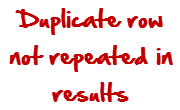 Duplicate row
not repeated in
results